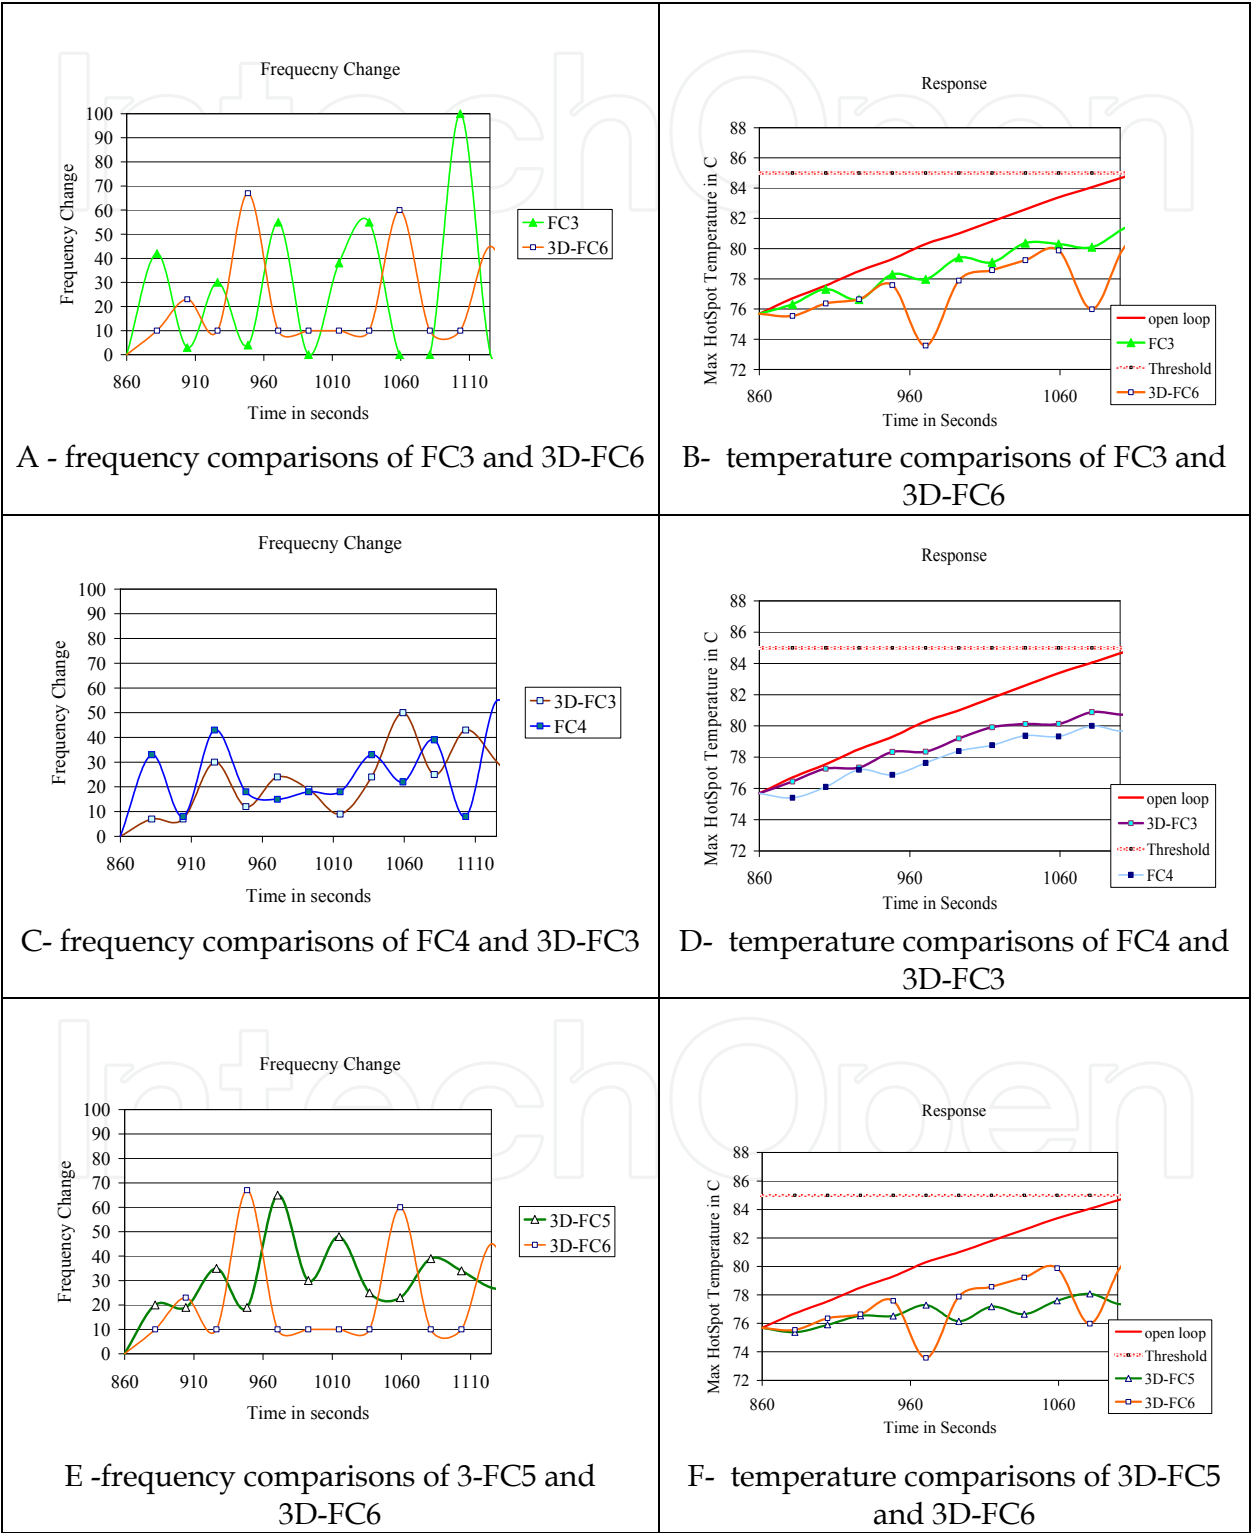 Frequecny Change
100
90
80
70
60
50
40
30
20
10
0
Frequency Change
860 910 960 1010 1060 1110
Time in seconds
FC3
3D-FC6
A - frequency comparisons of FC3 and 3D-FC6
Response
88
86
84
82
80
78
76
74
72
Max HotSpot Temperature in C
860 960 1060
Time in Seconds
open loop
FC3
Threshold
3D-FC6
B- temperature comparisons of FC3 and
3D-FC6
Frequecny Change
100
90
80
70
60
50
40
30
20
10
0
Frequency Change
860 910 960 1010 1060 1110
Time in seconds
3D-FC3
FC4
C- frequency comparisons of FC4 and 3D-FC3
Response
88
86
84
82
80
78
76
74
72
Max HotSpot Temperature in C
860 960 1060
Time in Seconds
open loop
3D-FC3
Threshold
FC4
D- temperature comparisons of FC4 and
3D-FC3
Frequecny Change
100
90
80
70
60
50
40
30
20
10
0
Frequency Change
860 910 960 1010 1060 1110
Time in seconds
3D-FC5
3D-FC6
E -frequency comparisons of 3-FC5 and
3D-FC6
Response
88
86
84
82
80
78
76
74
72
Max HotSpot Temperature in C
860 960 1060
Time in Seconds
open loop
Threshold
3D-FC5
3D-FC6
F- temperature comparisons of 3D-FC5
and 3D-FC6
IntechOpen
IntechOpen